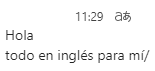 11:29 あ
Hola
todo en inglés para mí/